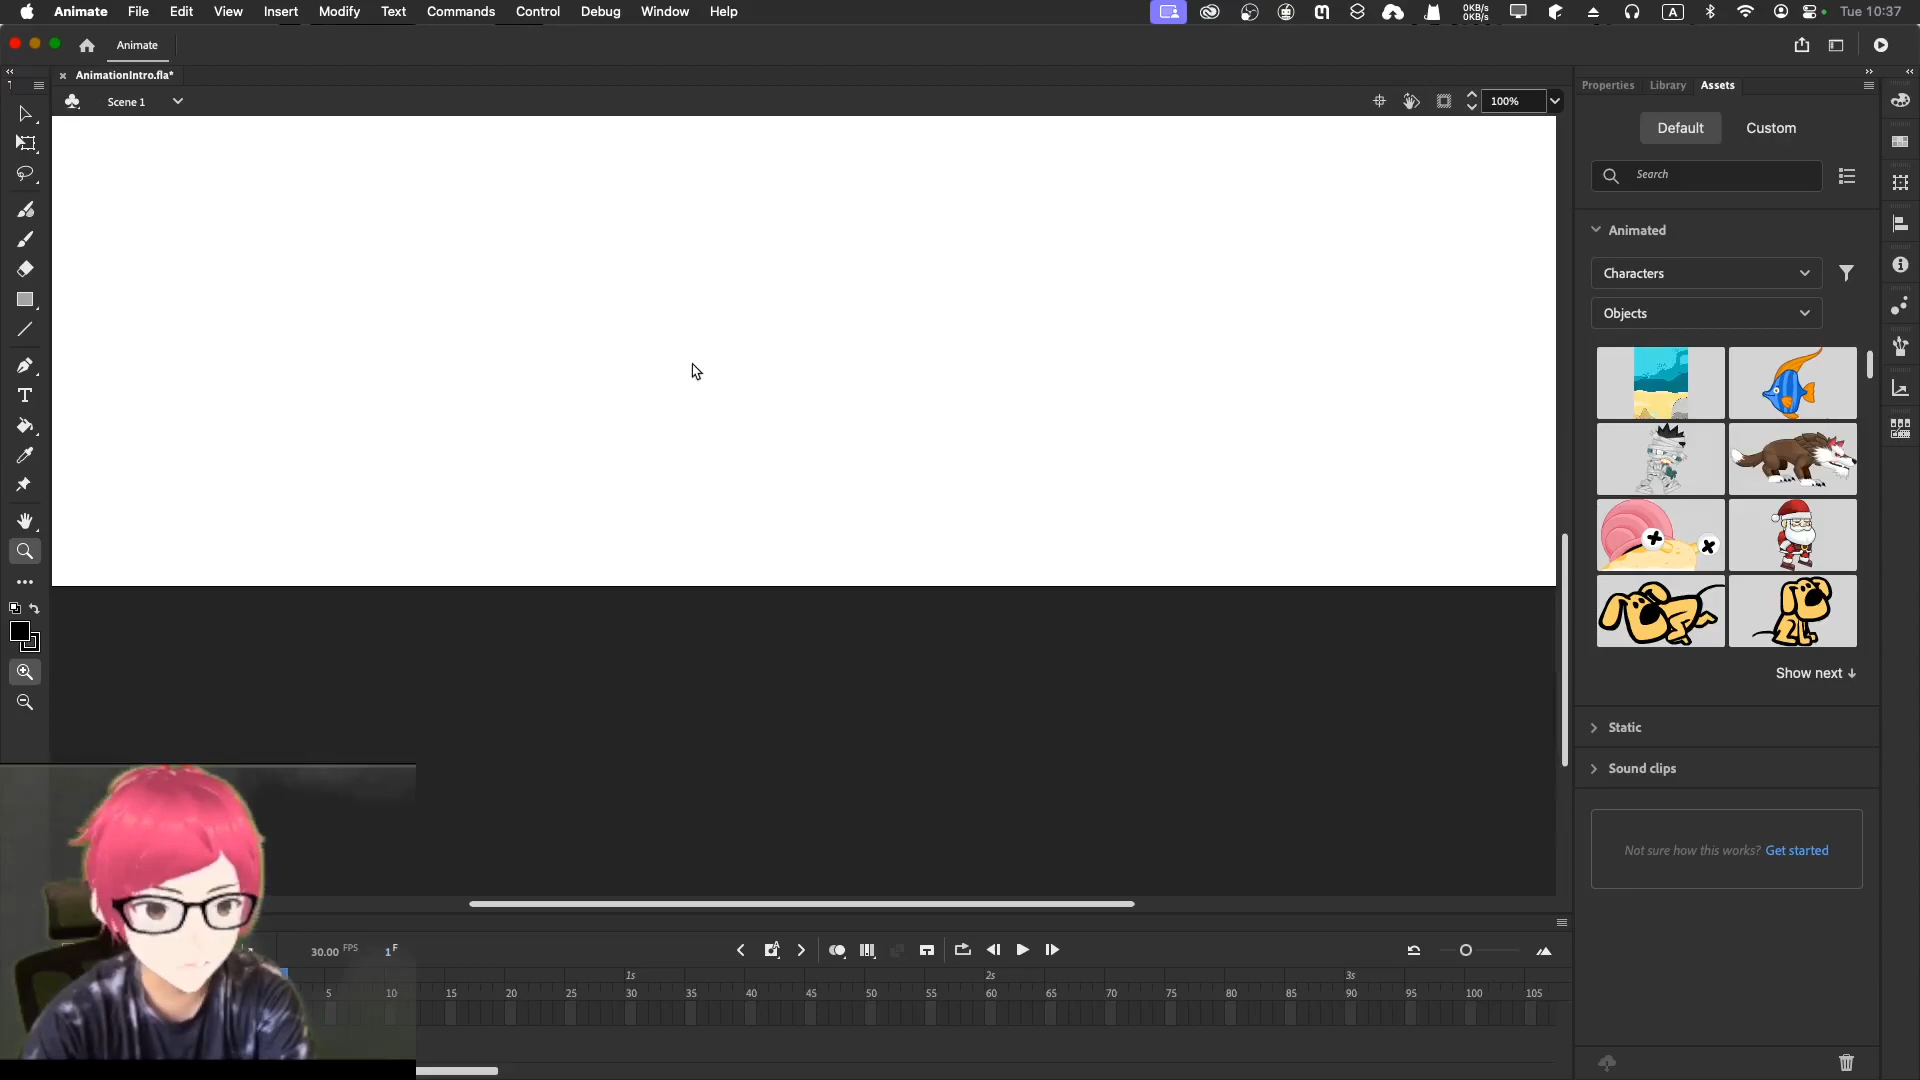 Animate File Edit View Insert Modify Text Commands Control Debug Window Help
0KB/s
0KB/s
A
Tue 10:37
Animate
AnimationIntro.fla*
Scene 1
100%
Properties Library Assets
Default Custom
Search
Animated
Characters
Objects
Show next ↓
Static
Sound clips
Not sure how this works? Get started
30.00 FPS 1 F
1s 2s 3s
5 10 15 20 25 30 35 40 45 50 55 60 65 70 75 80 85 90 95 100 105